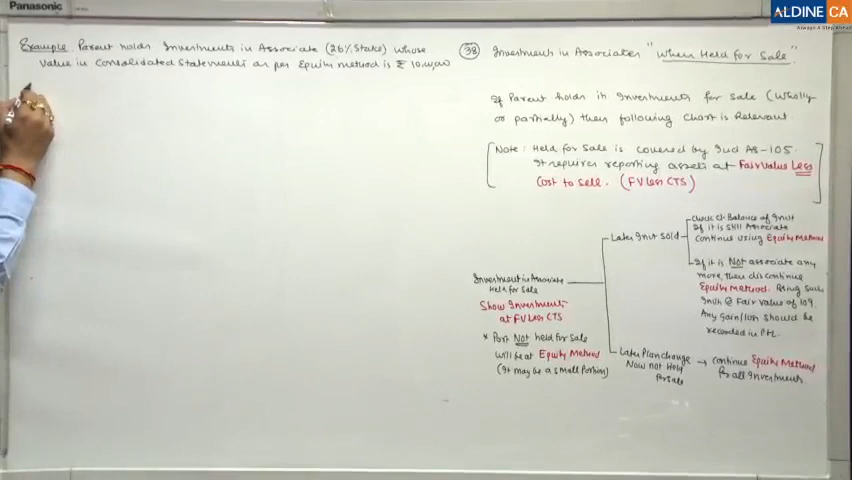 Panasonic
ALDINE CA
Always A Step Ahead
Example: Parent holds Investments in Associate (26% Stake) whose
value in Consolidated Statements as per Equity method is ₹ 10,00,000
38 Investments in Associates "When Held for Sale"
If Parent holds its Investments for sale (Wholly
or partially) then following Chart is Relevant
[Note: Held for Sale is covered by Ind AS-105.
It requires reporting assets at Fair Value Less
Cost to Sell. (FV Less CTS)]
Investment in Associate
Held for Sale
Show Investments
at FV Less CTS
* Part Not held for Sale
will be at Equity Method
(It may be a small Portion)
Later Invt Sold
Check % Balance of Invt
If it is Still Associate
Continue using Equity Method
If it is Not associate any
more, then discontinue
Equity Method. Bring such
Invt @ Fair Value of 109.
Any gain/loss should be
recorded in P/L.
Later Plan change
Now not Held
for Sale
→ Continue Equity Method
for all Investments.